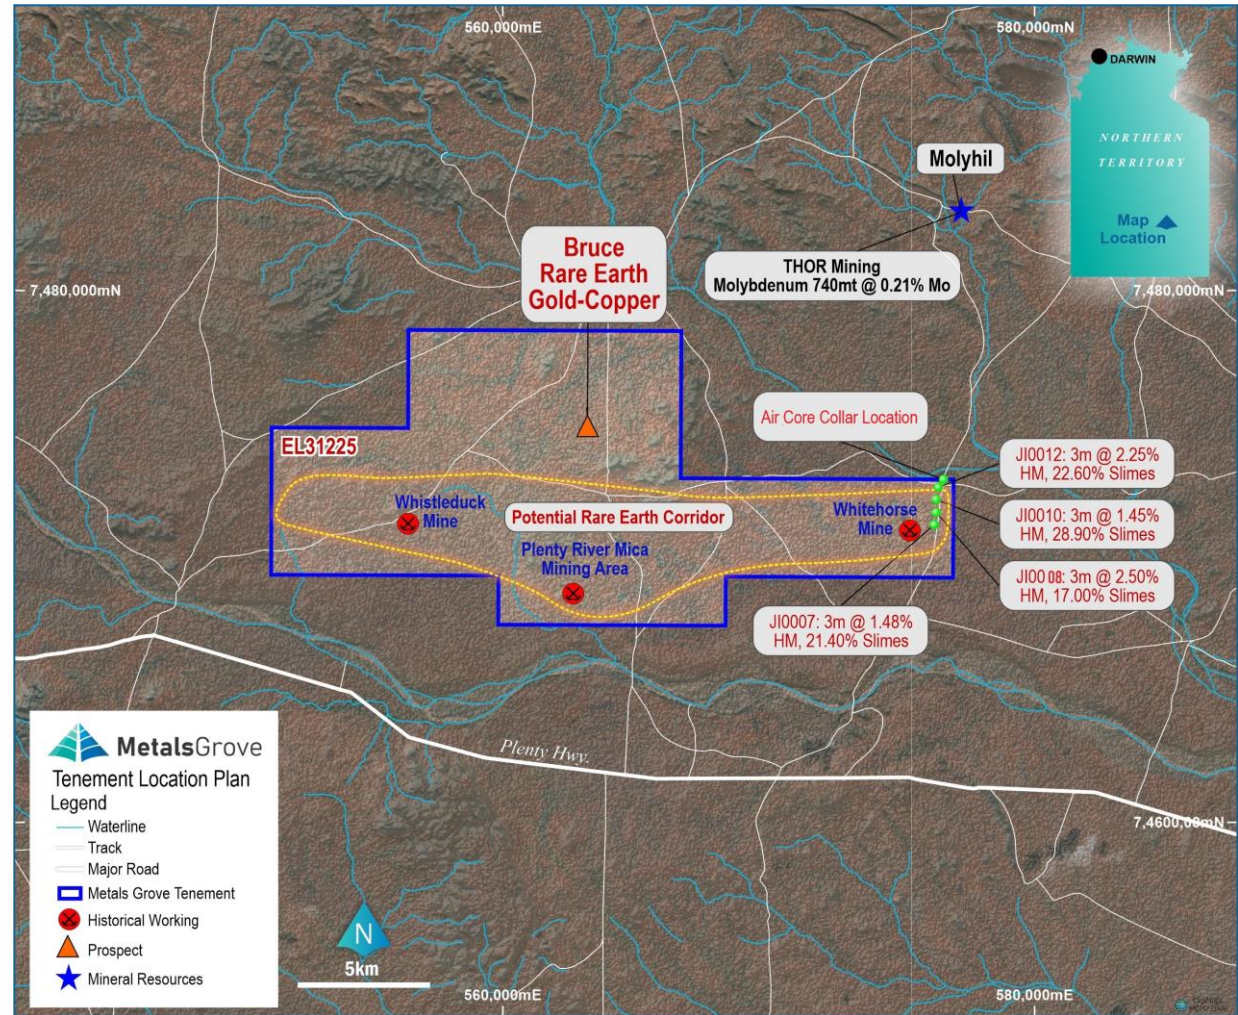 560,000mE
580,000mN
DARWIN
NORTHERN
TERRITORY
Map
Location
Molyhil
THOR Mining
Molybdenum 740mt @ 0.21% Mo
Bruce
Rare Earth
Gold-Copper
7,480,000mN
7,480,000mN
Air Core Collar Location
EL31225
JI0012: 3m @ 2.25%
HM, 22.60% Slimes
Whistleduck
Mine
Potential Rare Earth Corridor
Whitehorse
Mine
JI0010: 3m @ 1.45%
HM, 28.90% Slimes
Plenty River Mica
Mining Area
JI0008: 3m @ 2.50%
HM, 17.00% Slimes
JI0007: 3m @ 1.48%
HM, 21.40% Slimes
Plenty Hwy.
7,4600,00mN
MetalsGrove
Tenement Location Plan
Legend
Waterline
Track
Major Road
Metals Grove Tenement
Historical Working
Prospect
Mineral Resources
N
5km
560,000mE
580,000mE